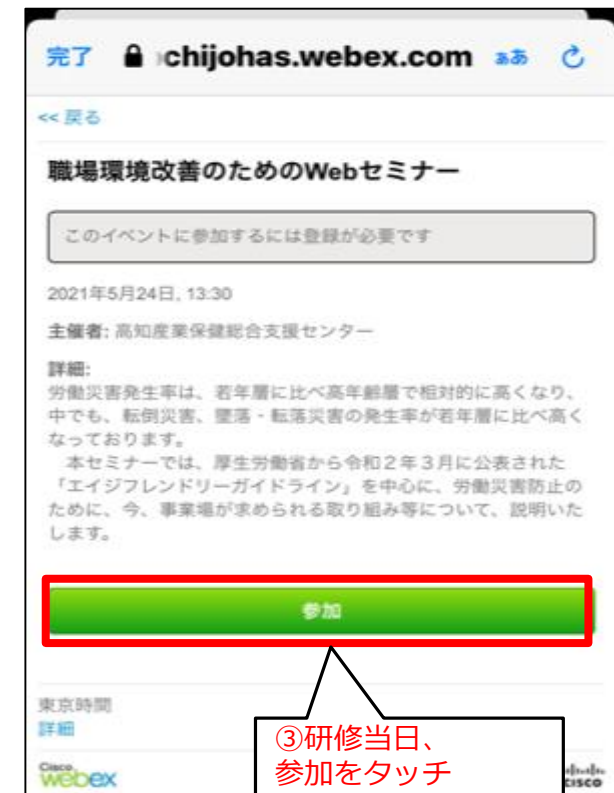 完了 chijohas.webex.com ぁあ
<< 戻る
職場環境改善のためのWebセミナー
このイベントに参加するには登録が必要です
2021年5月24日, 13:30
主催者: 高知産業保健総合支援センター
詳細:
労働災害発生率は、若年層に比べ高年齢層で相対的に高くなり、
中でも、転倒災害、墜落・転落災害の発生率が若年層に比べ高く
なっております。
本セミナーでは、厚生労働省から令和２年３月に公表された
「エイジフレンドリーガイドライン」を中心に、労働災害防止の
ために、今、事業場が求められる取り組み等について、説明いた
します。
参加
東京時間
詳細
③研修当日、
参加をタッチ
Cisco
webex
CISCO